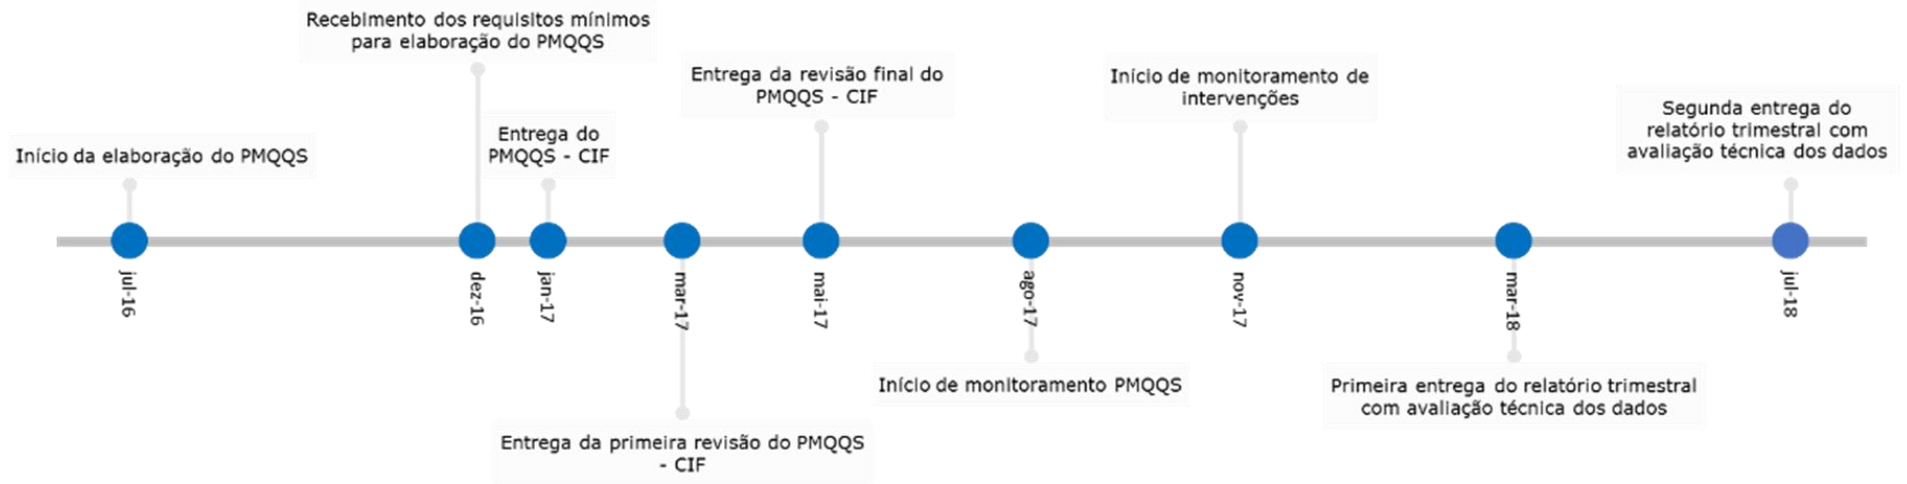 Início da elaboração do PMQQS
jul-16
Recebimento dos requisitos mínimos
para elaboração do PMQQS
dez-16
Entrega do
PMQQS - CIF
jan-17
mar-17
Entrega da primeira revisão do PMQQS
- CIF
Entrega da revisão final do
PMQQS - CIF
mai-17
ago-17
Início de monitoramento PMQQS
Início de monitoramento de
intervenções
nov-17
mar-18
Primeira entrega do relatório trimestral
com avaliação técnica dos dados
Segunda entrega do
relatório trimestral com
avaliação técnica dos dados
jul-18